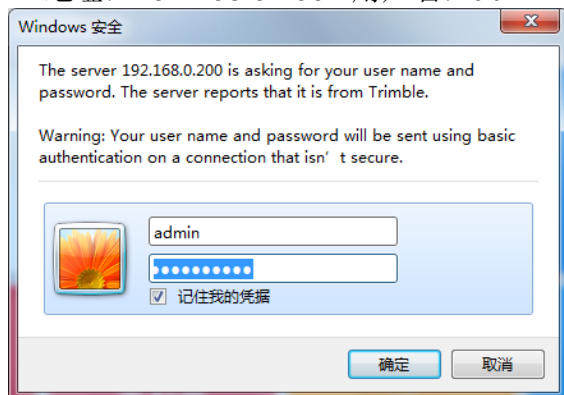 Windows 安全
The server 192.168.0.200 is asking for your user name and
password. The server reports that it is from Trimble.
Warning: Your user name and password will be sent using basic
authentication on a connection that isn't secure.
admin
记住我的凭据
确定
取消